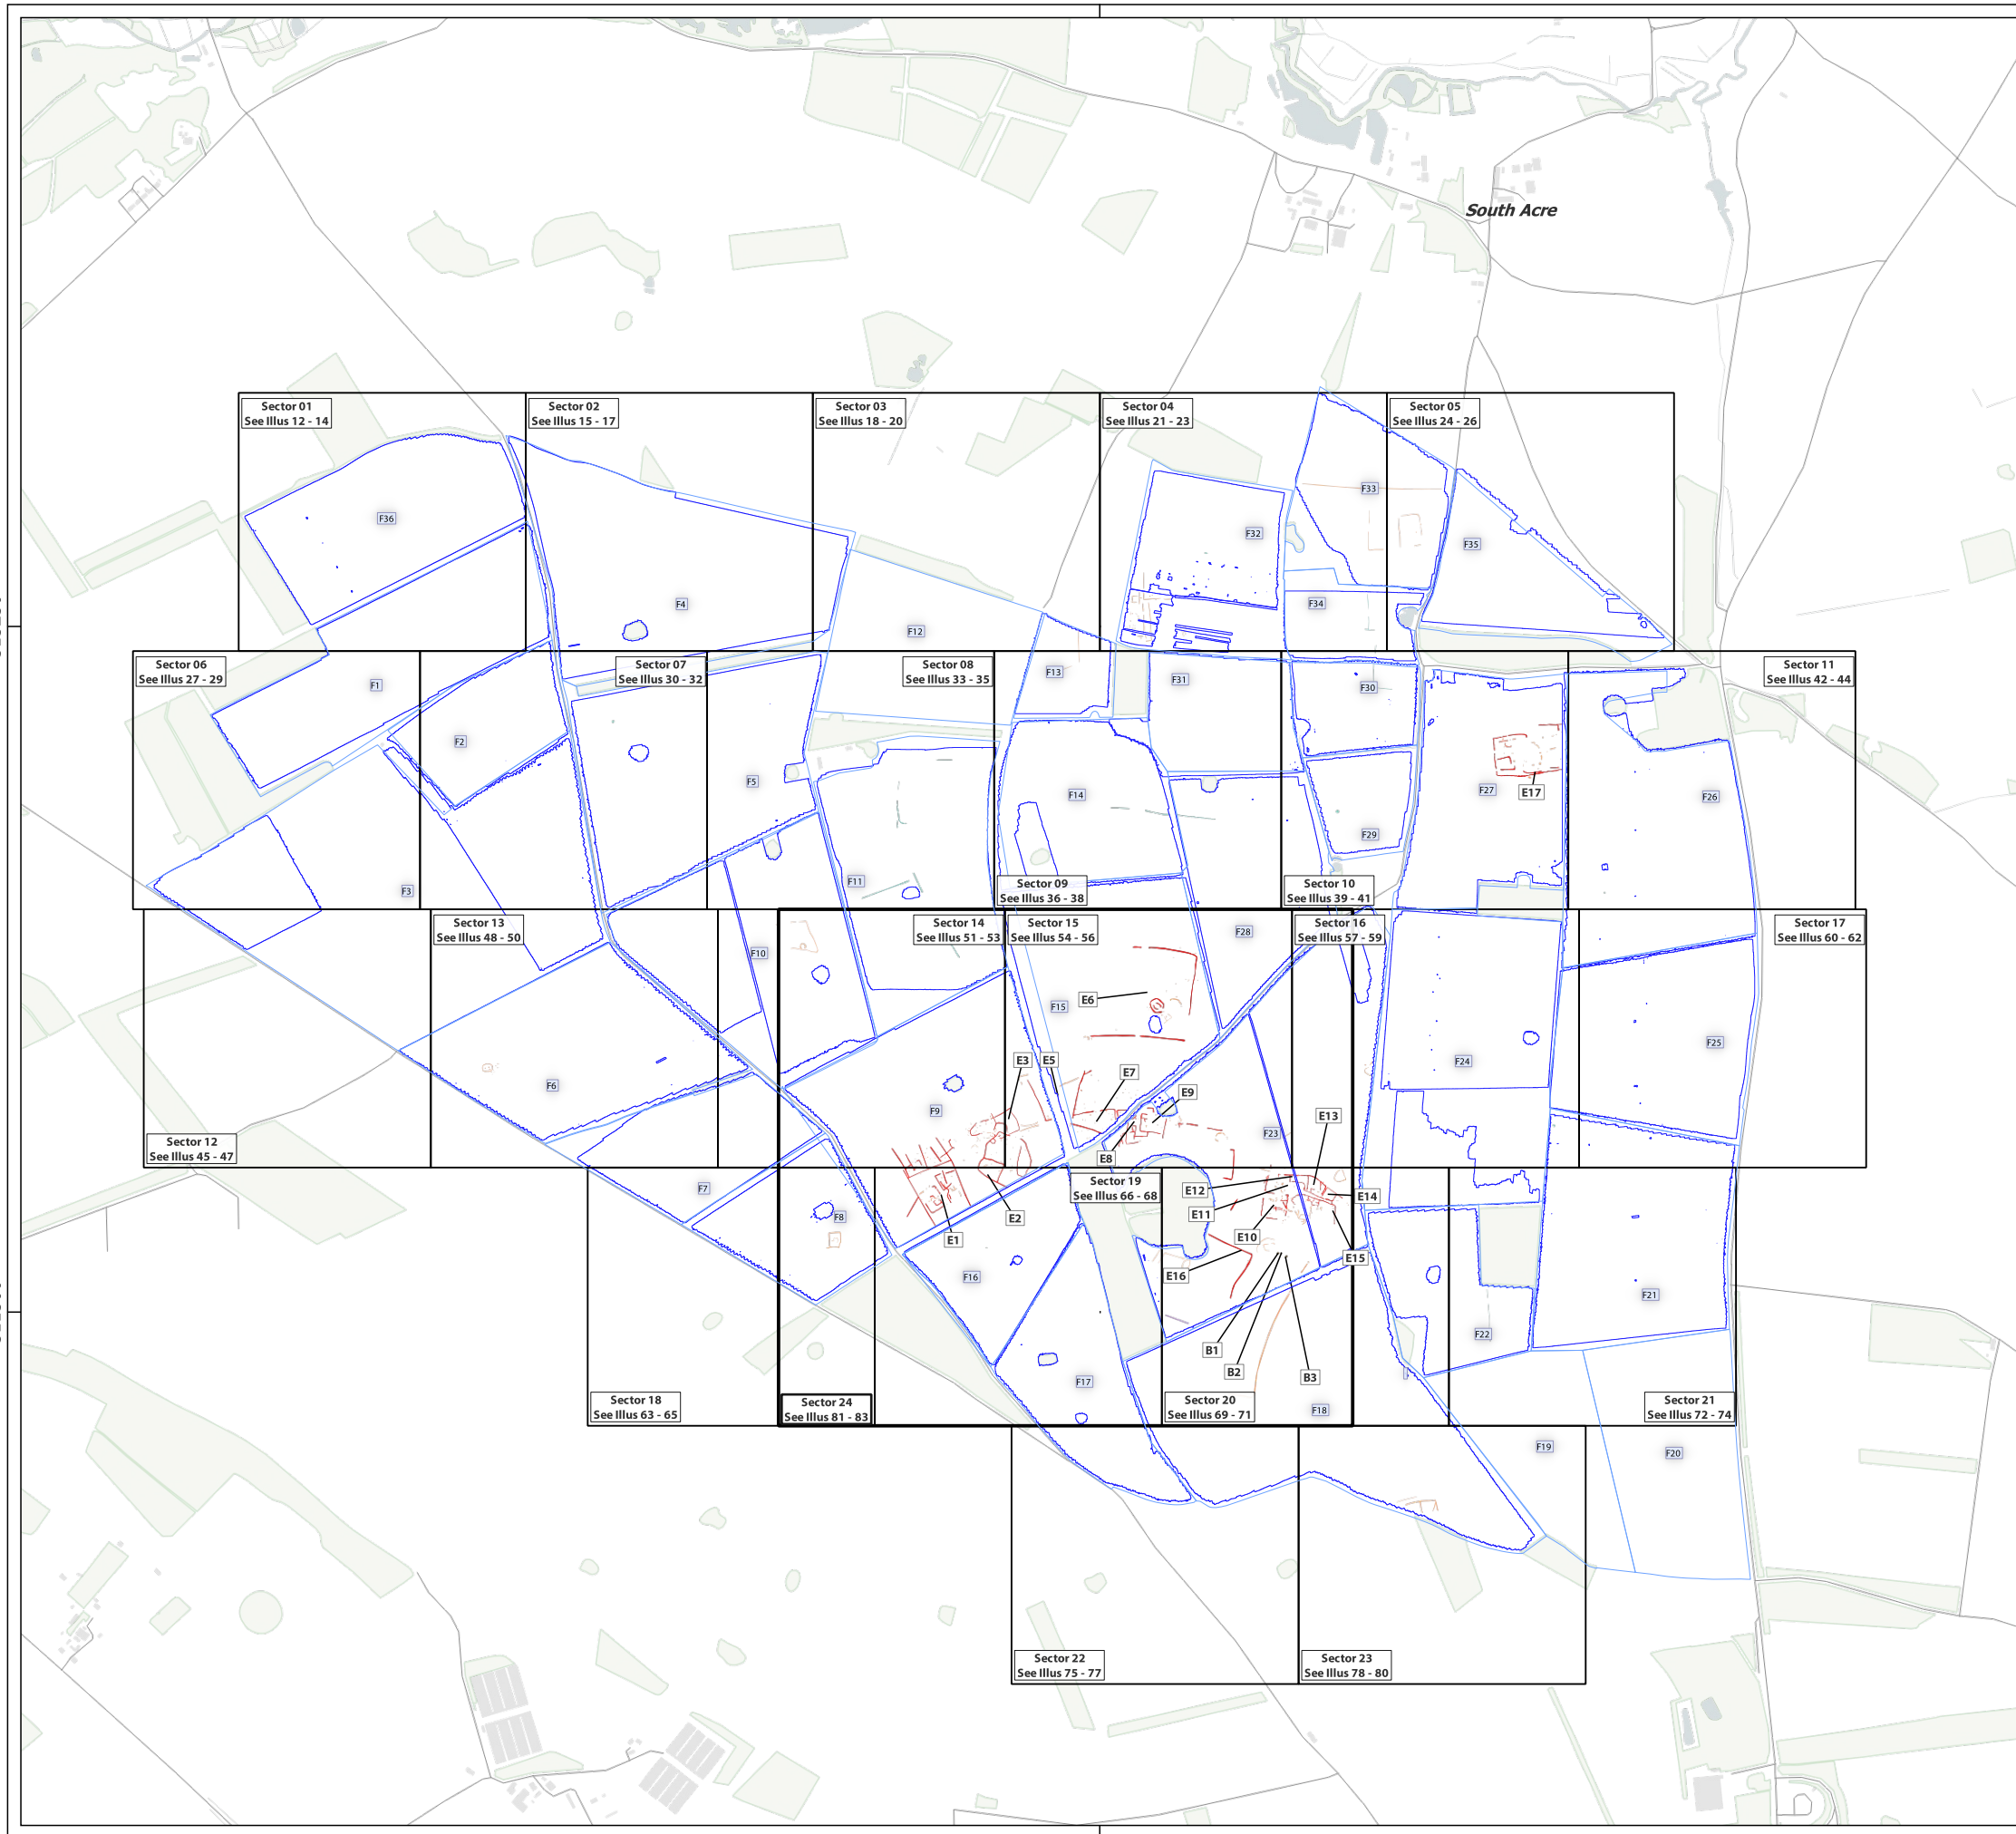 South Acre
Sector 01
See Illus 12 - 14
Sector 02
See Illus 15 - 17
Sector 03
See Illus 18 - 20
Sector 04
See Illus 21 - 23
Sector 05
See Illus 24 - 26
F33
F36
F32
F35
F4
F34
F12
Sector 06
See Illus 27 - 29
Sector 07
See Illus 30 - 32
Sector 08
See Illus 33 - 35
Sector 11
See Illus 42 - 44
F13
F31
F1
F30
F2
F5
F27
E17
F14
F26
F29
F11
F3
Sector 09
See Illus 36 - 38
Sector 10
See Illus 39 - 41
Sector 13
See Illus 48 - 50
Sector 14
See Illus 51 - 53
Sector 15
See Illus 54 - 56
Sector 16
See Illus 57 - 59
Sector 17
See Illus 60 - 62
F28
F10
E6
F15
F25
E3
E5
F24
E7
F6
E9
F9
E13
F23
Sector 12
See Illus 45 - 47
E8
Sector 19
See Illus 66 - 68
F7
E12
E14
E11
F8
E2
E1
E10
E15
E16
F16
F21
F22
B1
B2
B3
F17
Sector 18
See Illus 63 - 65
Sector 24
See Illus 81 - 83
Sector 20
See Illus 69 - 71
F18
Sector 21
See Illus 72 - 74
F19
F20
Sector 22
See Illus 75 - 77
Sector 23
See Illus 78 - 80